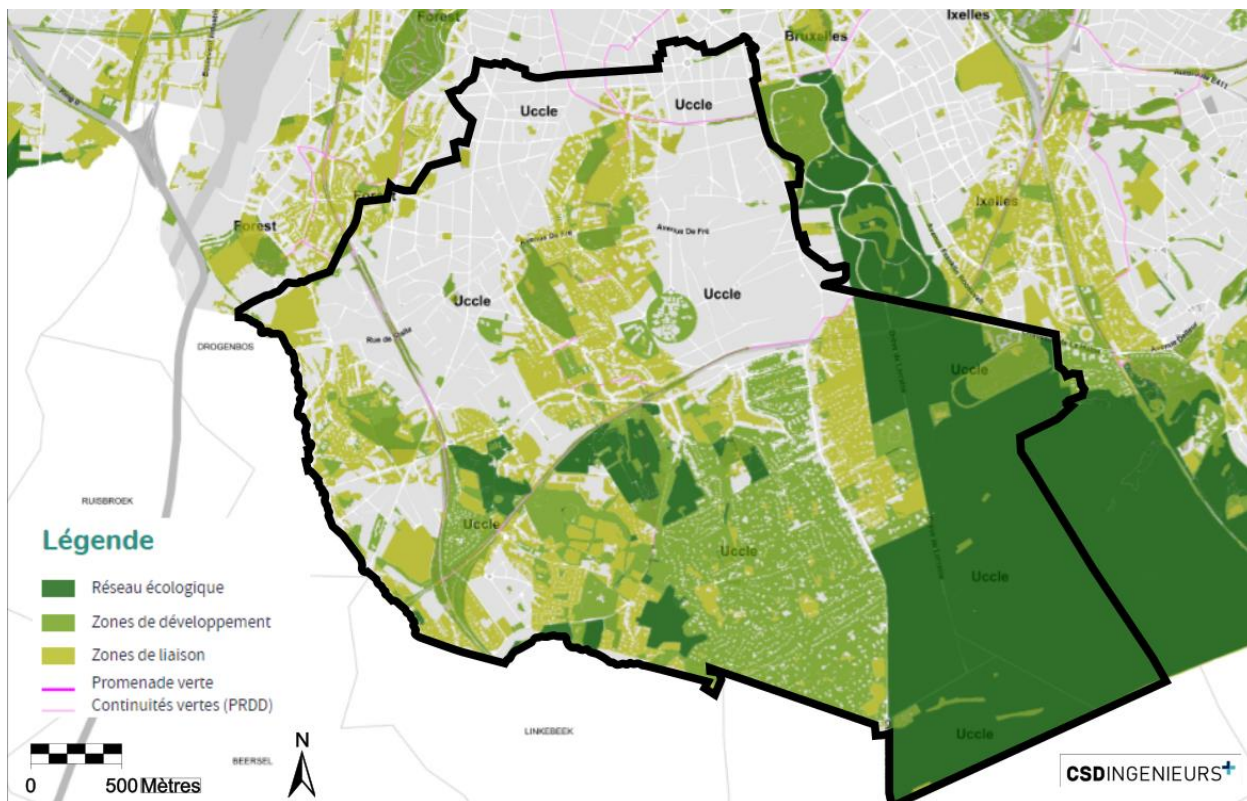 Forest
Ixelles
Bruxelles
Uccle
Uccle
Forest
Ixelles
Avenue De Fré
Avenue De Fré
Uccle
Uccle
Rue de Stalle
DROGENBOS
Uccle
RUISBROEK
Uccle
Uccle
Uccle
Uccle
LINKEBEEK
BEERSEL
Légende
Réseau écologique
Zones de développement
Zones de liaison
Promenade verte
Continuités vertes (PRDD)
N
0 500 Mètres
CSDINGENIEURS+